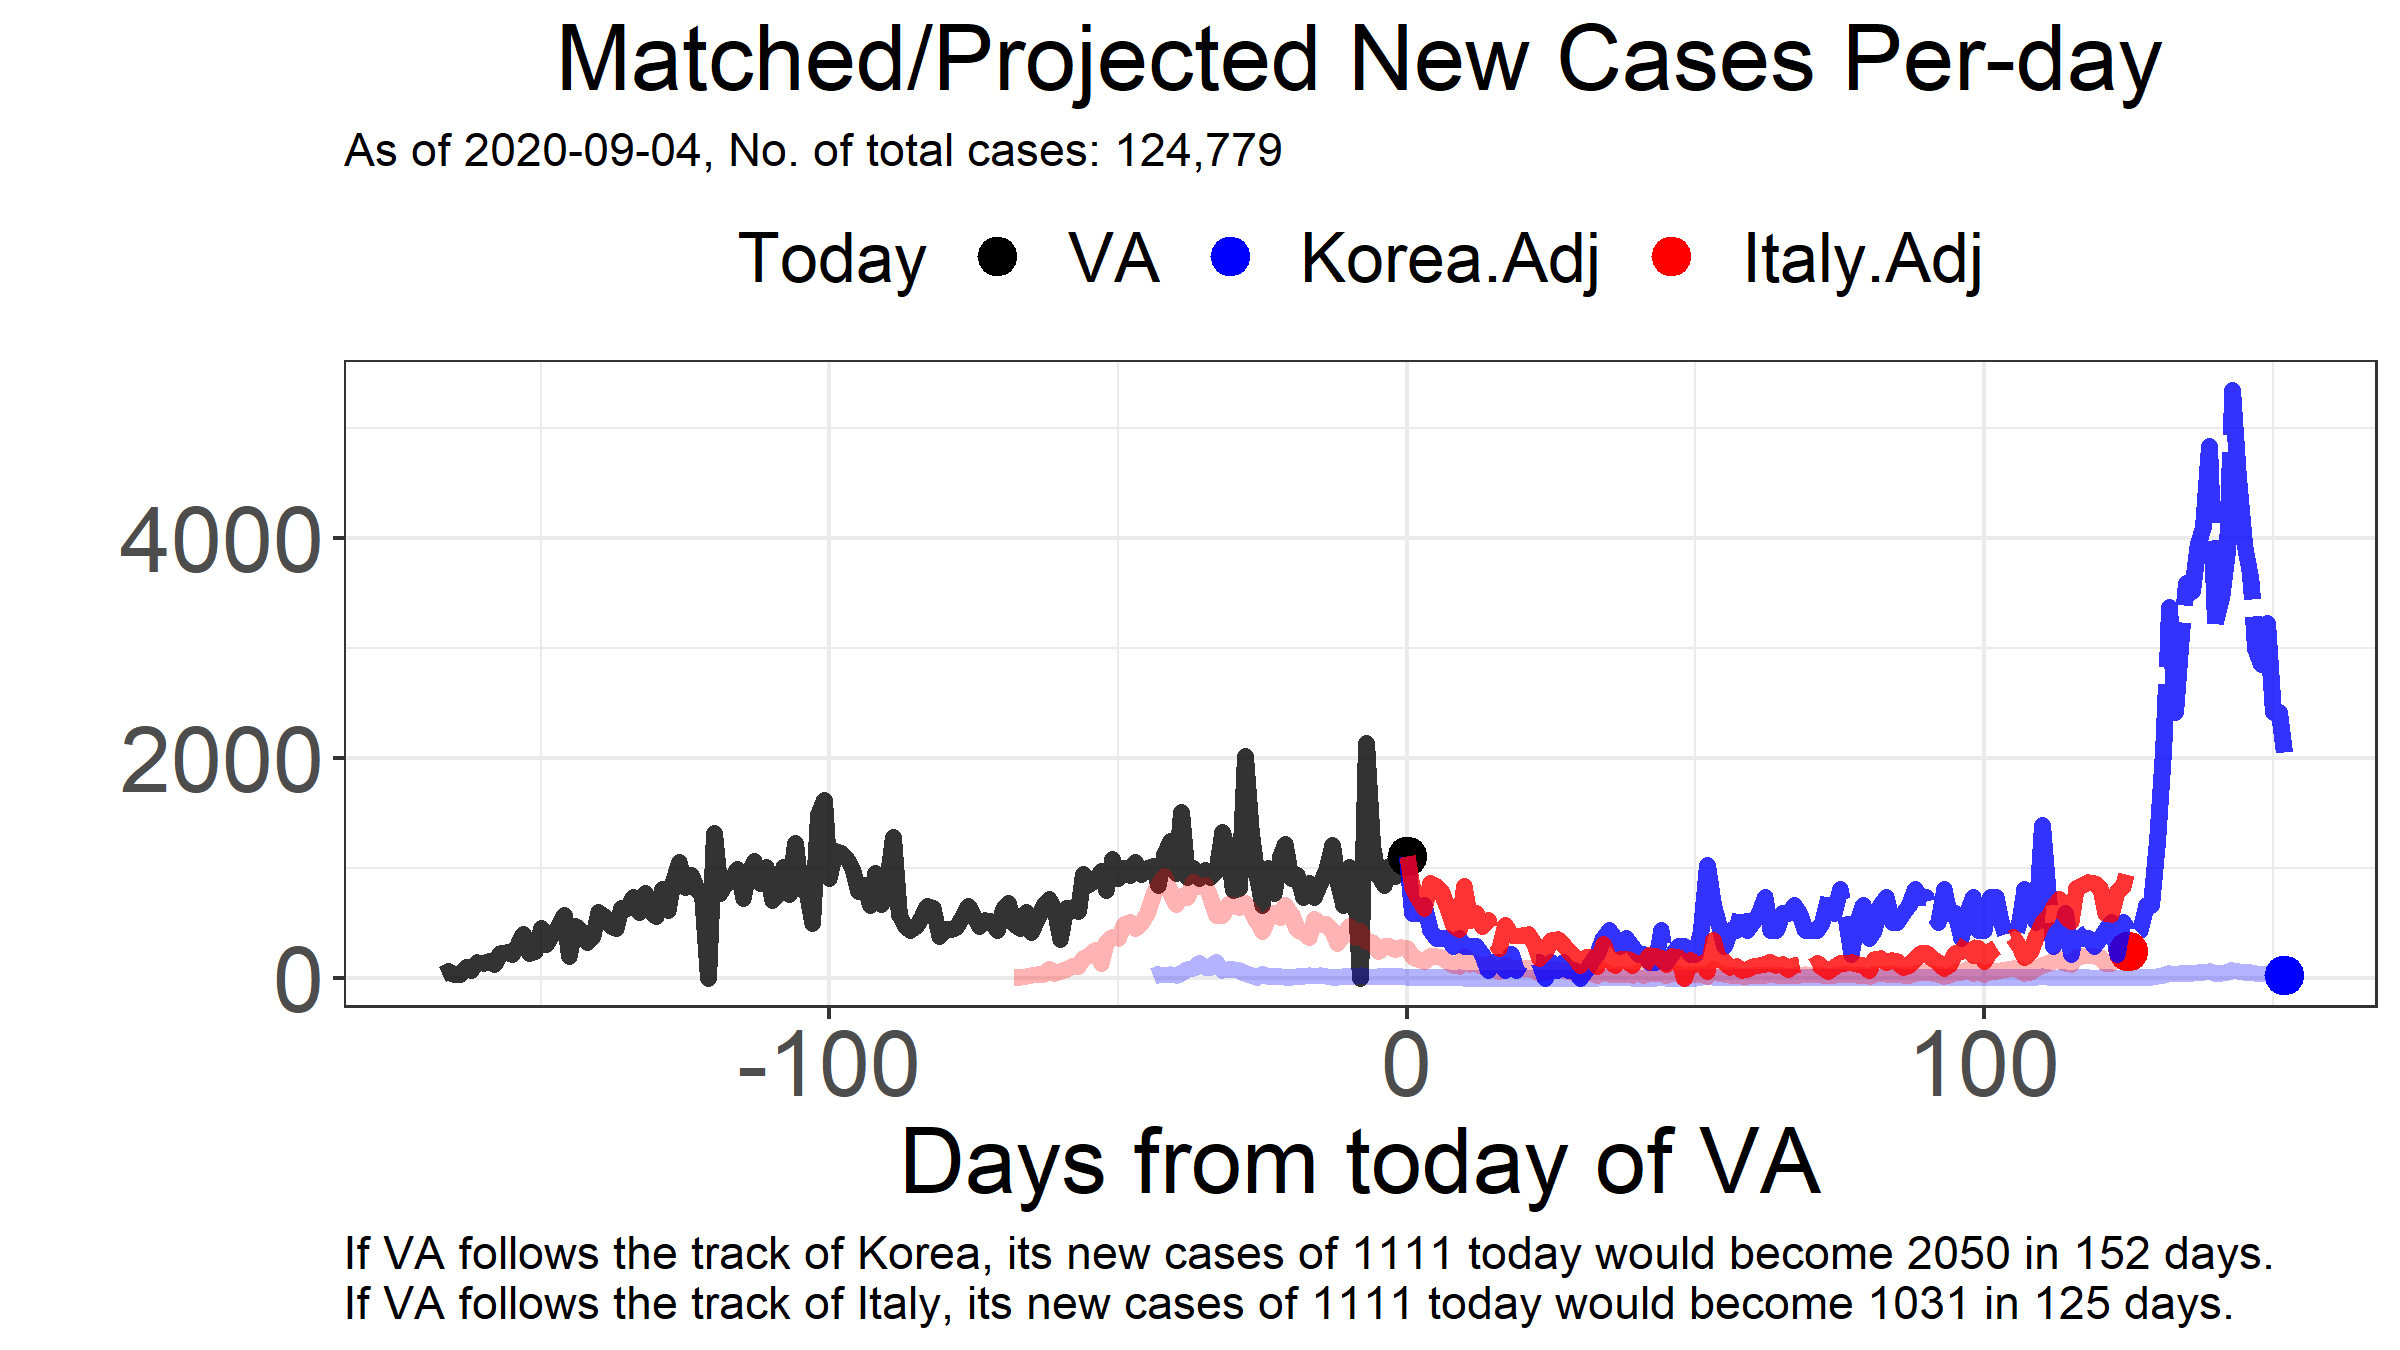 Matched/Projected New Cases Per-day
As of 2020-09-04, No. of total cases: 124,779
Today VA Korea.Adj Italy.Adj
4000
2000
0
-100 0 100
Days from today of VA
If VA follows the track of Korea, its new cases of 1111 today would become 2050 in 152 days.
If VA follows the track of Italy, its new cases of 1111 today would become 1031 in 125 days.